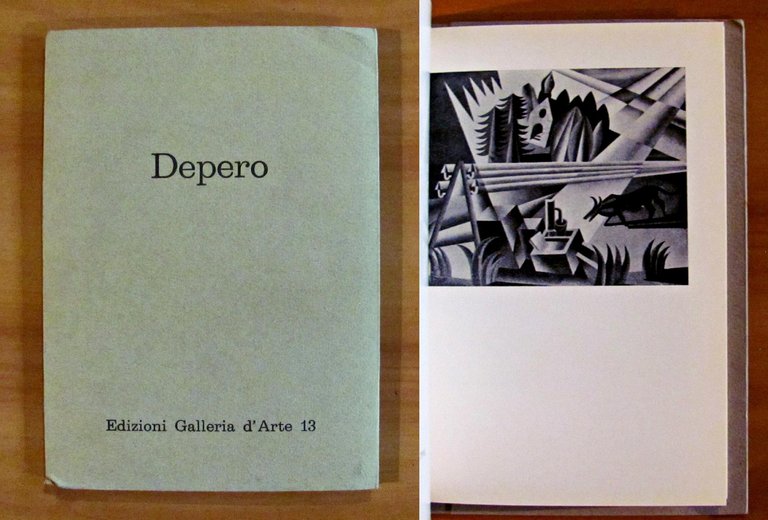 Depero
Edizioni Galleria d'Arte 13